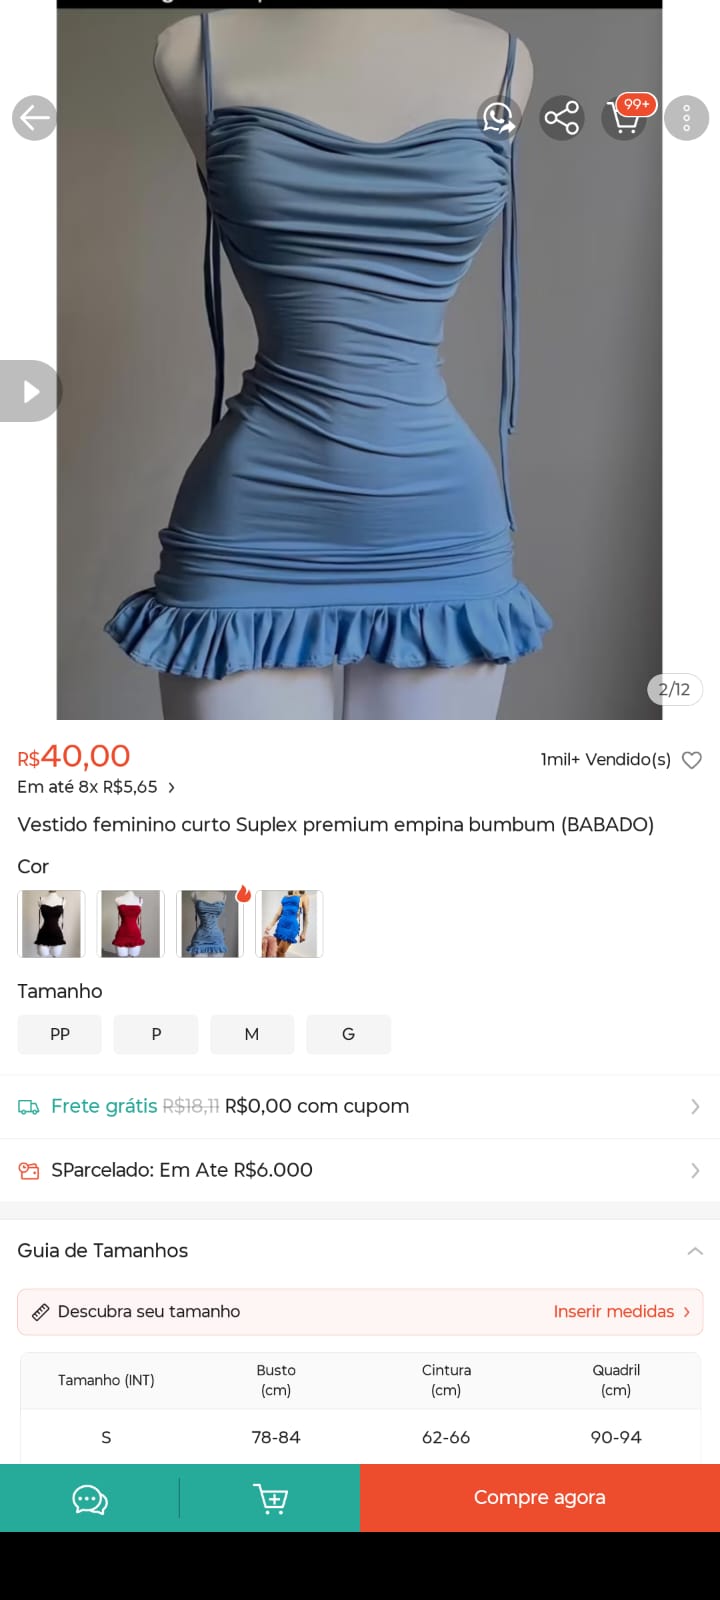 99+
2/12
R$40,00
1mil+ Vendido(s)
Em até 8x R$5,65 >
Vestido feminino curto Suplex premium empina bumbum (BABADO)
Cor
Tamanho
PP P M G
Frete grátis R$18,11 R$0,00 com cupom
SParcelado: Em Ate R$6.000
Guia de Tamanhos
Descubra seu tamanho Inserir medidas >
Tamanho (INT) Busto (cm) Cintura (cm) Quadril (cm)
S 78-84 62-66 90-94
Compre agora